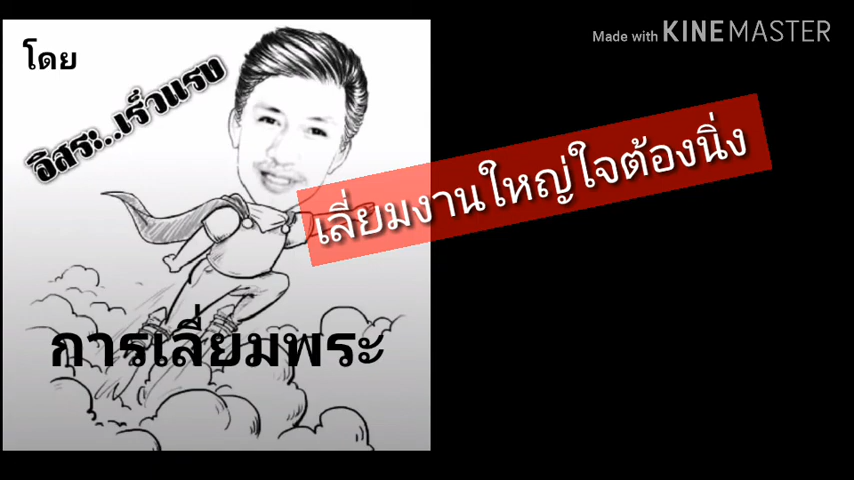 โดย
อิสระ...เร็วแรง
เลี่ยมงานใหญ่ใจต้องนิ่ง
การเลี่ยมพระ
Made with KINEMASTER